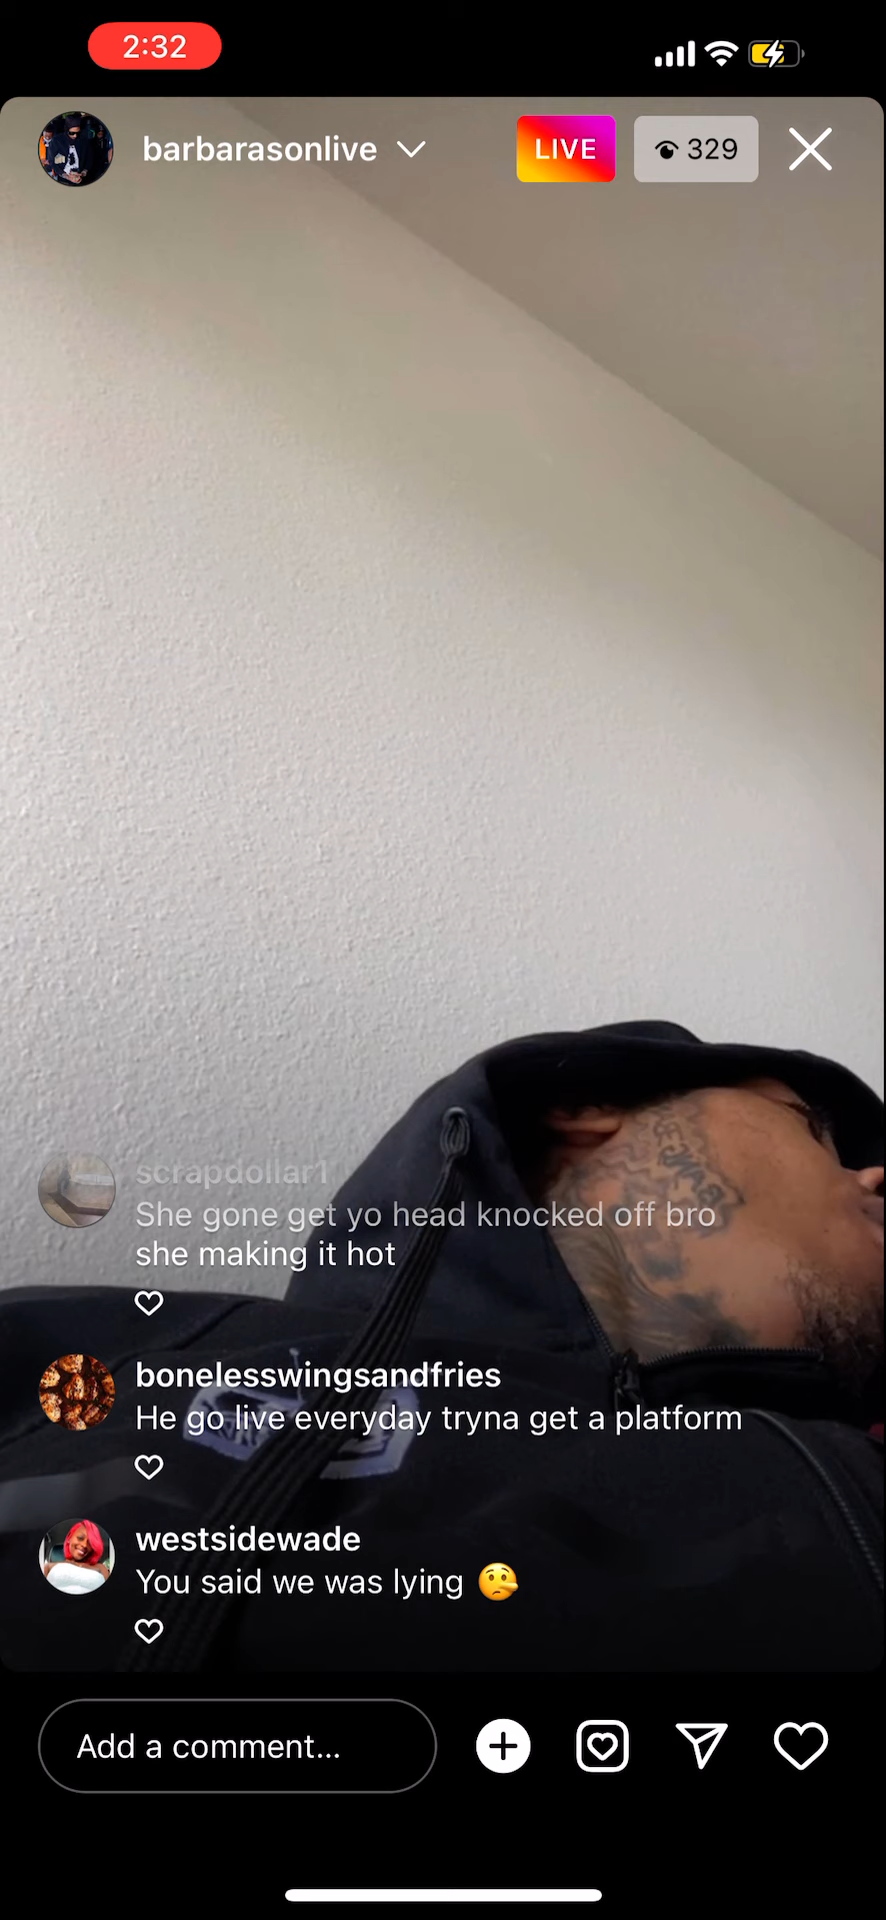 2:32
barbarasonlive
LIVE
329
scrapdollar1
She gone get yo head knocked off bro
she making it hot
bonelesswingsandfries
He go live everyday tryna get a platform
westsidewade
You said we was lying 🤥
Add a comment...